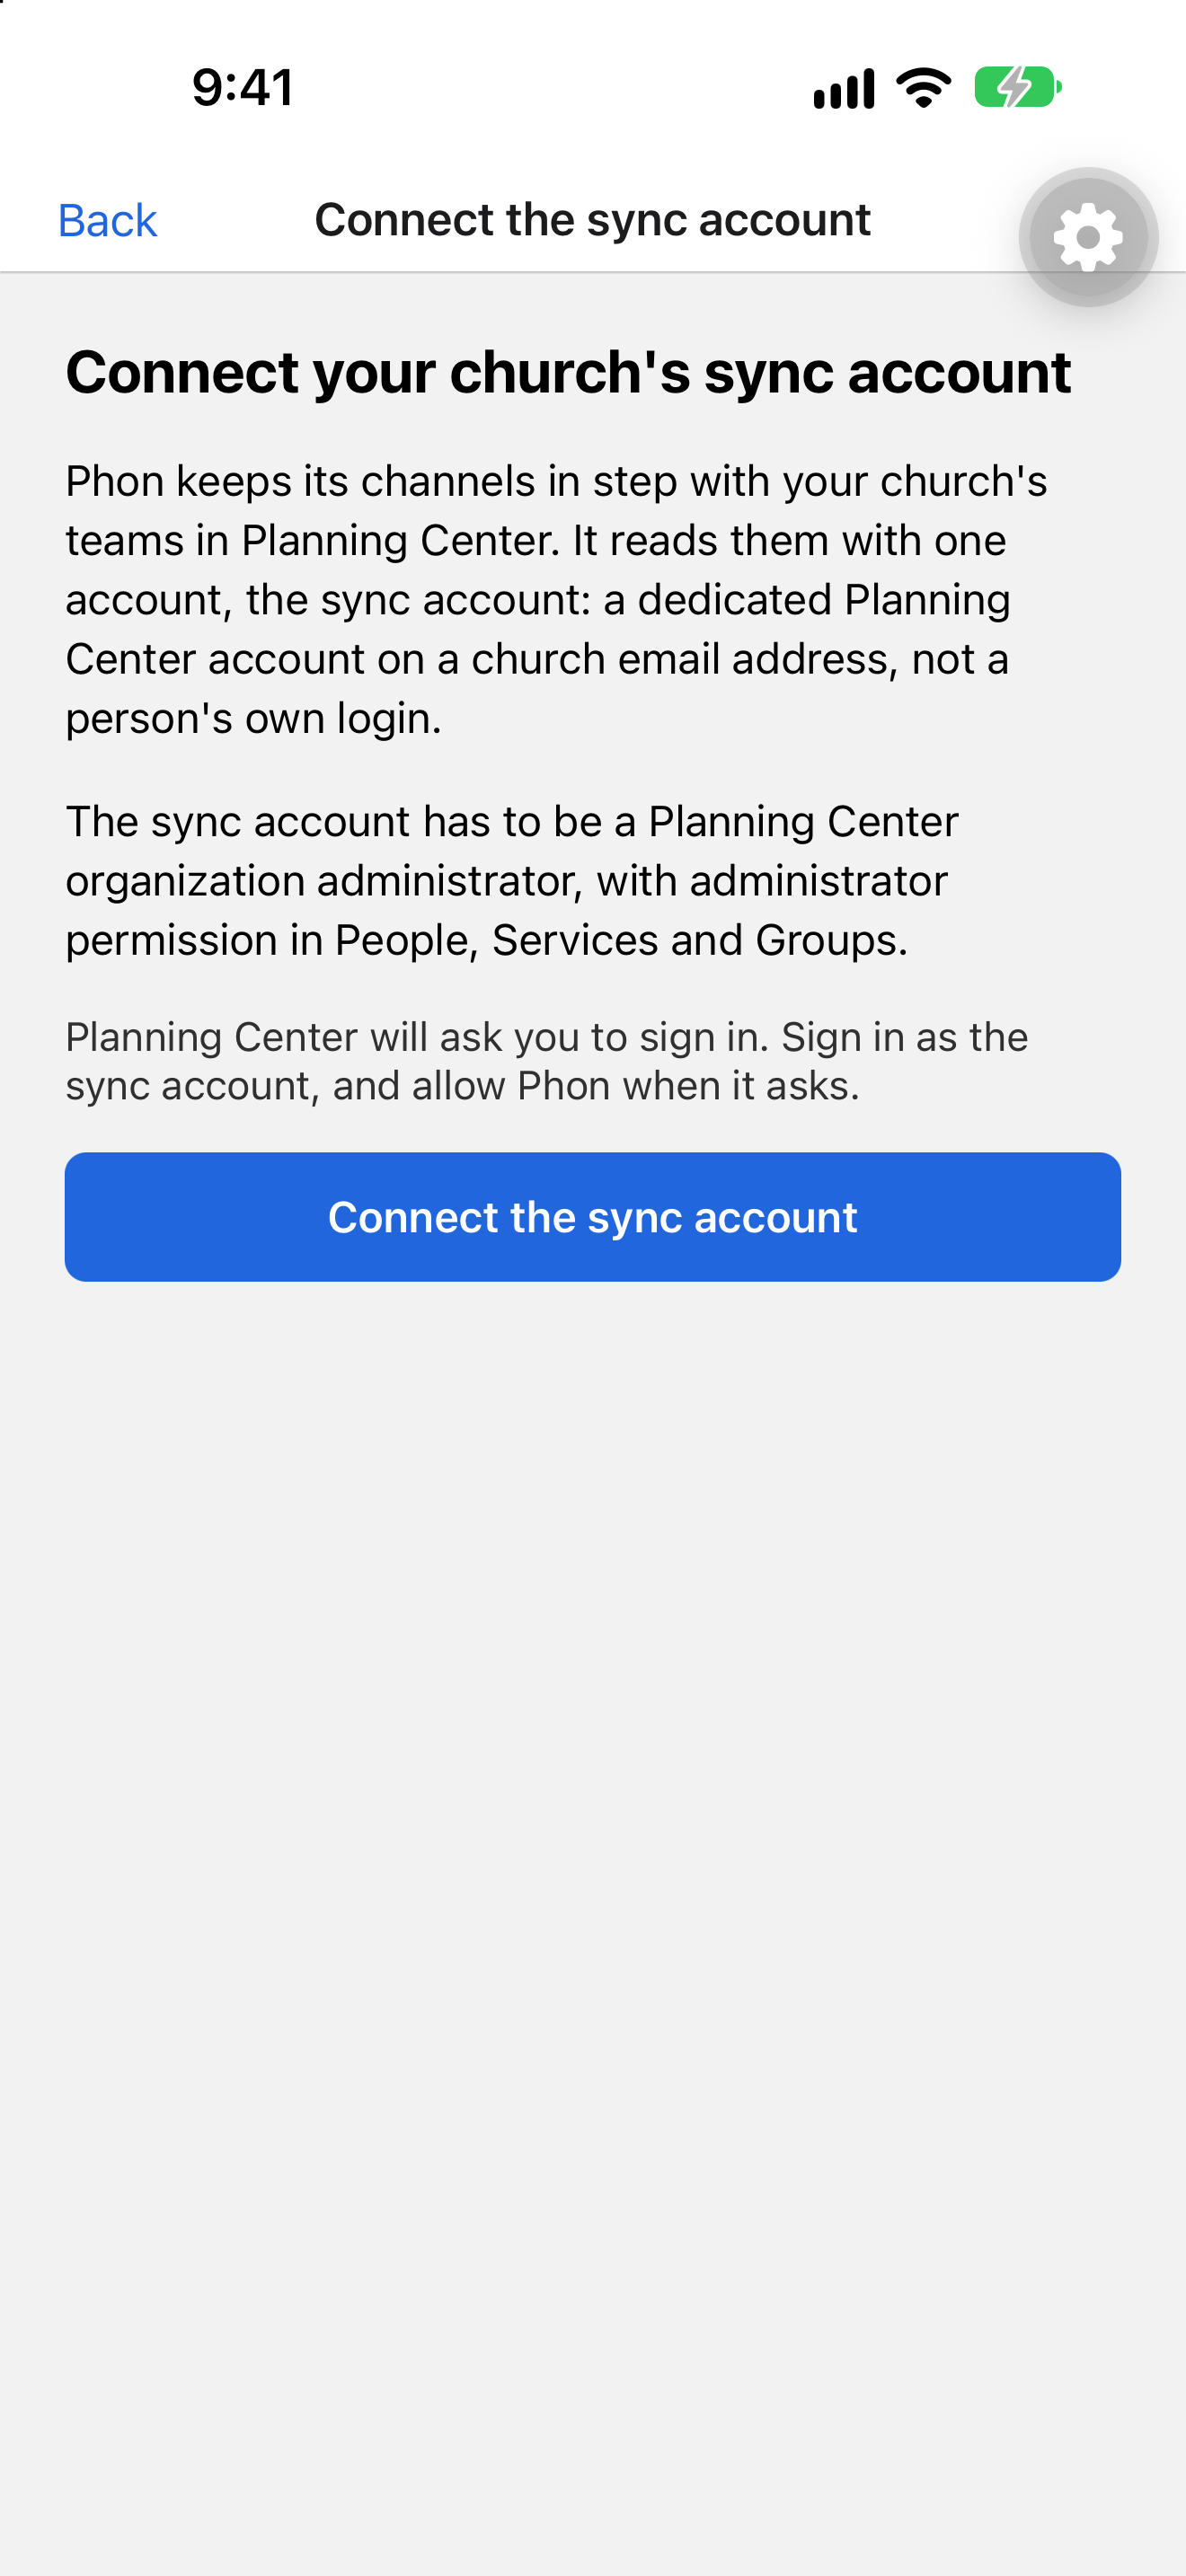 9:41
Back
Connect the sync account
Connect your church's sync account
Phon keeps its channels in step with your church's
teams in Planning Center. It reads them with one
account, the sync account: a dedicated Planning
Center account on a church email address, not a
person's own login.
The sync account has to be a Planning Center
organization administrator, with administrator
permission in People, Services and Groups.
Planning Center will ask you to sign in. Sign in as the
sync account, and allow Phon when it asks.
Connect the sync account